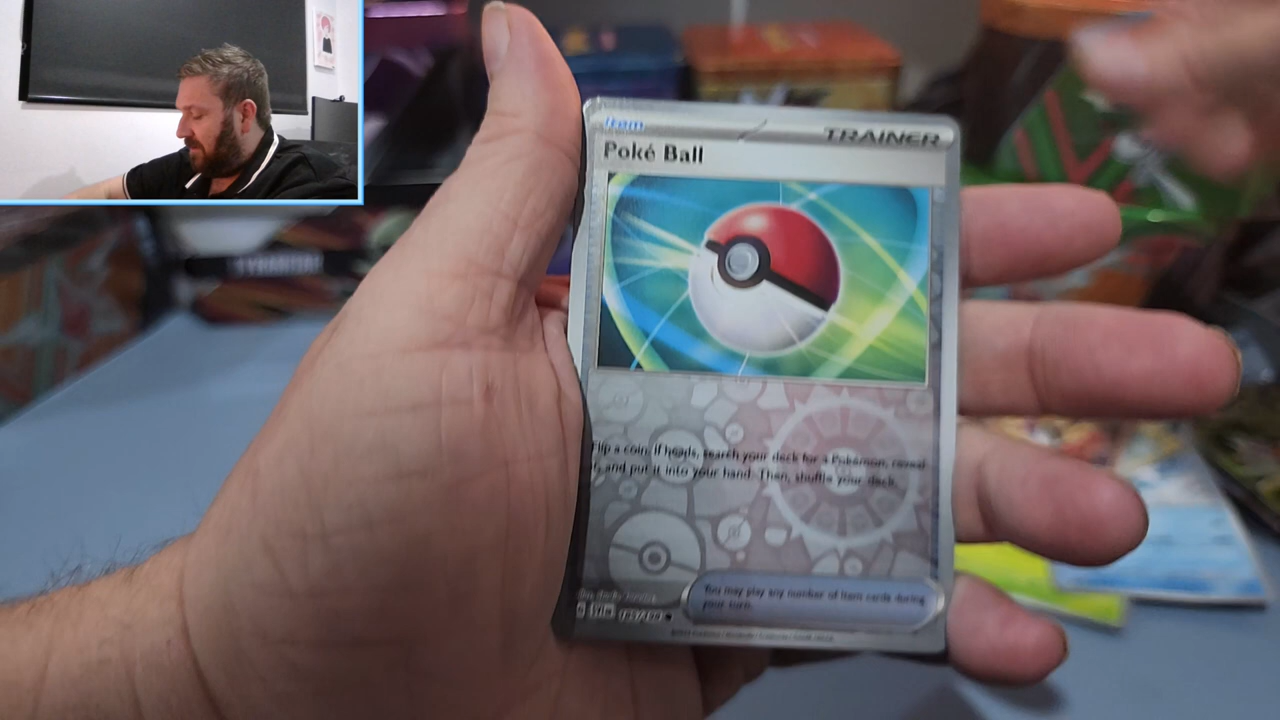 Item
TRAINER
Poké Ball
Flip a coin. If heads, search your deck for a Pokémon, reveal
it, and put it into your hand. Then, shuffle your deck.
You may play any number of Item cards during
your turn.